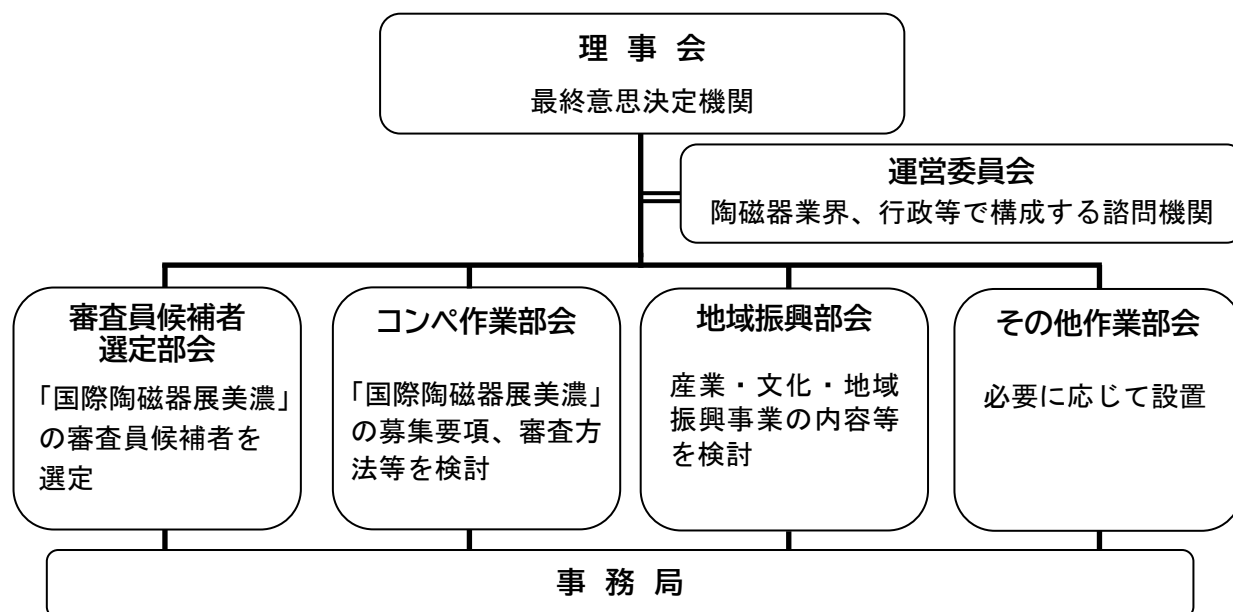 理 事 会
最終意思決定機関
運営委員会
陶磁器業界、行政等で構成する諮問機関
審査員候補者
選定部会
「国際陶磁器展美濃」
の審査員候補者を
選定
コンペ作業部会
「国際陶磁器展美濃」
の募集要項、審査方
法等を検討
地域振興部会
産業・文化・地域
振興事業の内容等
を検討
その他作業部会
必要に応じて設置
事 務 局